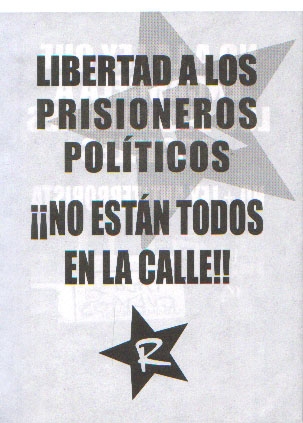 LIBERTAD A LOS
PRISIONEROS
POLÍTICOS
¡¡NO ESTÁN TODOS
EN LA CALLE!!
R